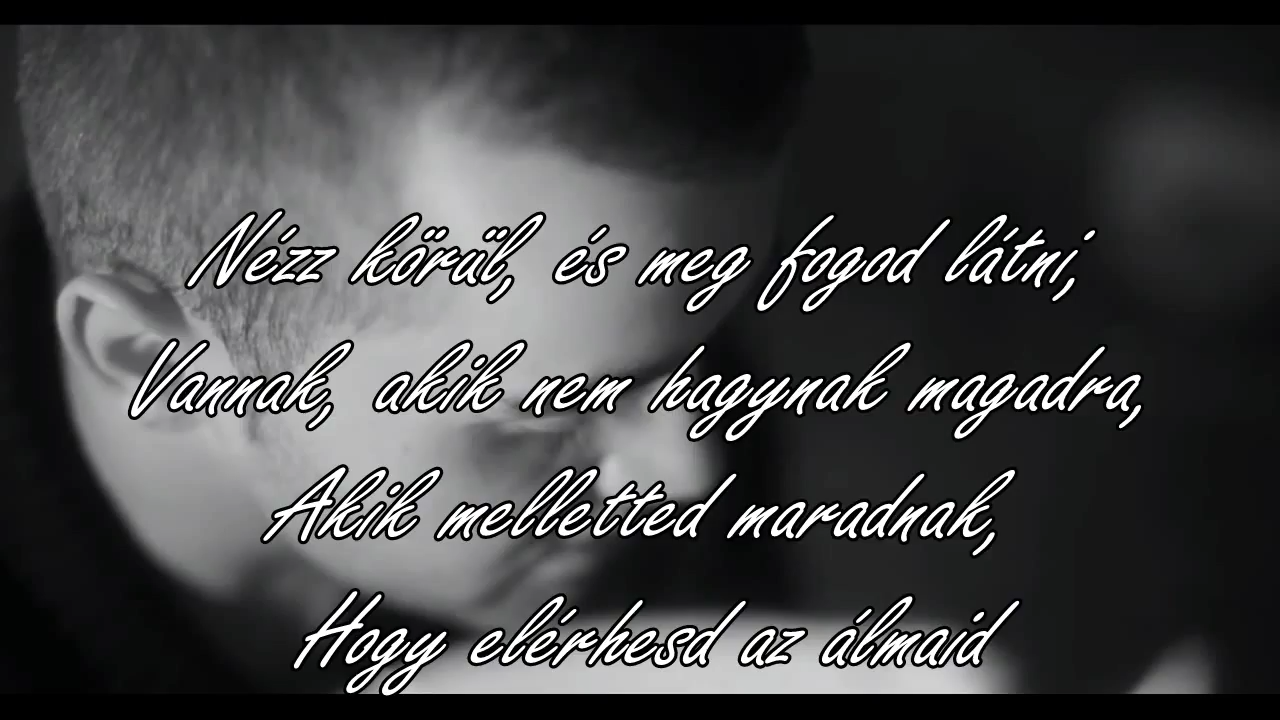 Nézz körül, és meg fogod látni,
Vannak, akik nem hagynak magadra,
Akik melletted maradnak,
Hogy elérhesd az álmaid